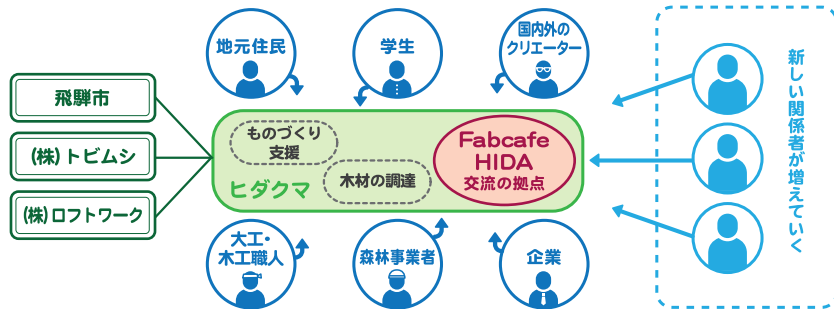 地元住民
学生
国内外の
クリエーター
飛騨市
(株)トビムシ
(株)ロフトワーク
ものづくり
支援
木材の調達
ヒダクマ
Fabcafe
HIDA
交流の拠点
大工・
木工職人
森林事業者
企業
新しい関係者が増えていく